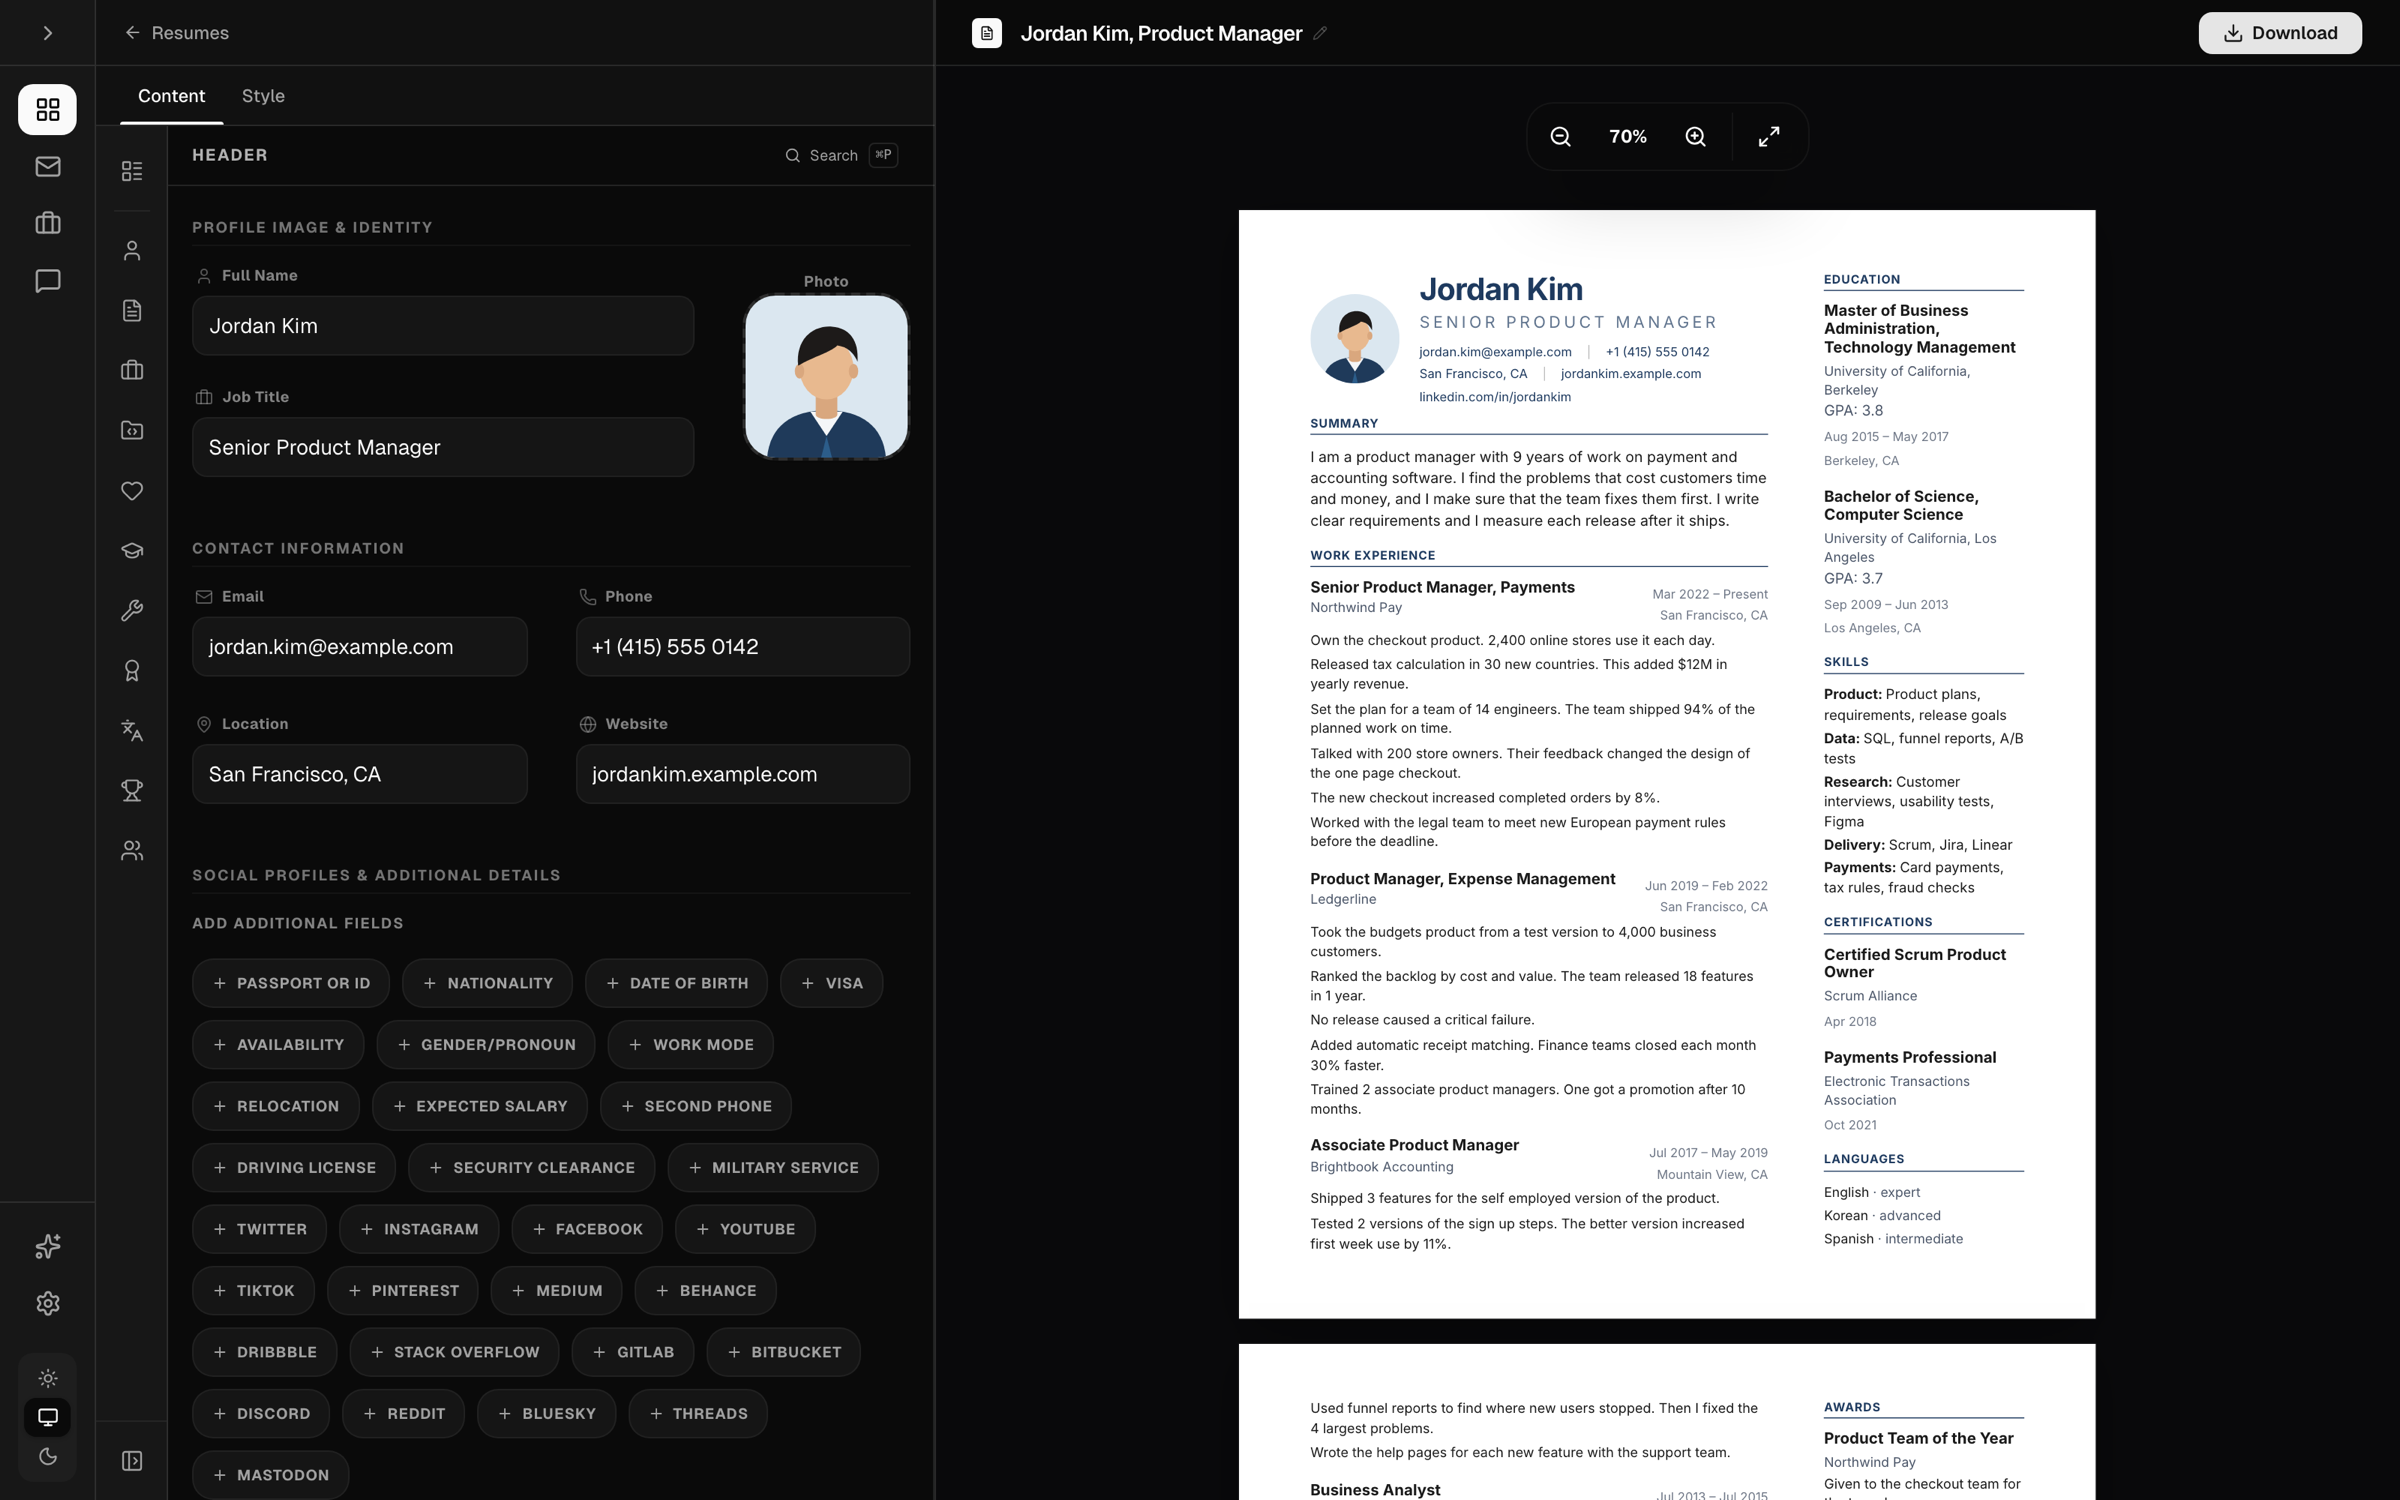 Resumes
Jordan Kim, Product Manager
Download
Content
Style
HEADER
Search
⌘P
PROFILE IMAGE & IDENTITY
Full Name
Jordan Kim
Photo
Job Title
Senior Product Manager
CONTACT INFORMATION
Email
Phone
jordan.kim@example.com
+1 (415) 555 0142
Location
Website
San Francisco, CA
jordankim.example.com
SOCIAL PROFILES & ADDITIONAL DETAILS
ADD ADDITIONAL FIELDS
+ PASSPORT OR ID
+ NATIONALITY
+ DATE OF BIRTH
+ VISA
+ AVAILABILITY
+ GENDER/PRONOUN
+ WORK MODE
+ RELOCATION
+ EXPECTED SALARY
+ SECOND PHONE
+ DRIVING LICENSE
+ SECURITY CLEARANCE
+ MILITARY SERVICE
+ TWITTER
+ INSTAGRAM
+ FACEBOOK
+ YOUTUBE
+ TIKTOK
+ PINTEREST
+ MEDIUM
+ BEHANCE
+ DRIBBBLE
+ STACK OVERFLOW
+ GITLAB
+ BITBUCKET
+ DISCORD
+ REDDIT
+ BLUESKY
+ THREADS
+ MASTODON
70%
Jordan Kim
SENIOR PRODUCT MANAGER
jordan.kim@example.com | +1 (415) 555 0142
San Francisco, CA | jordankim.example.com
linkedin.com/in/jordankim
SUMMARY
I am a product manager with 9 years of work on payment and
accounting software. I find the problems that cost customers time
and money, and I make sure that the team fixes them first. I write
clear requirements and I measure each release after it ships.
WORK EXPERIENCE
Senior Product Manager, Payments
Mar 2022 – Present
Northwind Pay
San Francisco, CA
Own the checkout product. 2,400 online stores use it each day.
Released tax calculation in 30 new countries. This added $12M in
yearly revenue.
Set the plan for a team of 14 engineers. The team shipped 94% of the
planned work on time.
Talked with 200 store owners. Their feedback changed the design of
the one page checkout.
The new checkout increased completed orders by 8%.
Worked with the legal team to meet new European payment rules
before the deadline.
Product Manager, Expense Management
Jun 2019 – Feb 2022
Ledgerline
San Francisco, CA
Took the budgets product from a test version to 4,000 business
customers.
Ranked the backlog by cost and value. The team released 18 features
in 1 year.
No release caused a critical failure.
Added automatic receipt matching. Finance teams closed each month
30% faster.
Trained 2 associate product managers. One got a promotion after 10
months.
Associate Product Manager
Jul 2017 – May 2019
Brightbook Accounting
Mountain View, CA
Shipped 3 features for the self employed version of the product.
Tested 2 versions of the sign up steps. The better version increased
first week use by 11%.
EDUCATION
Master of Business
Administration,
Technology Management
University of California,
Berkeley
GPA: 3.8
Aug 2015 – May 2017
Berkeley, CA
Bachelor of Science,
Computer Science
University of California, Los
Angeles
GPA: 3.7
Sep 2009 – Jun 2013
Los Angeles, CA
SKILLS
Product: Product plans,
requirements, release goals
Data: SQL, funnel reports, A/B
tests
Research: Customer
interviews, usability tests,
Figma
Delivery: Scrum, Jira, Linear
Payments: Card payments,
tax rules, fraud checks
CERTIFICATIONS
Certified Scrum Product
Owner
Scrum Alliance
Apr 2018
Payments Professional
Electronic Transactions
Association
Oct 2021
LANGUAGES
English · expert
Korean · advanced
Spanish · intermediate
Used funnel reports to find where new users stopped. Then I fixed the
4 largest problems.
Wrote the help pages for each new feature with the support team.
Business Analyst
Jul 2013 – Jul 2015
AWARDS
Product Team of the Year
Northwind Pay
Given to the checkout team for